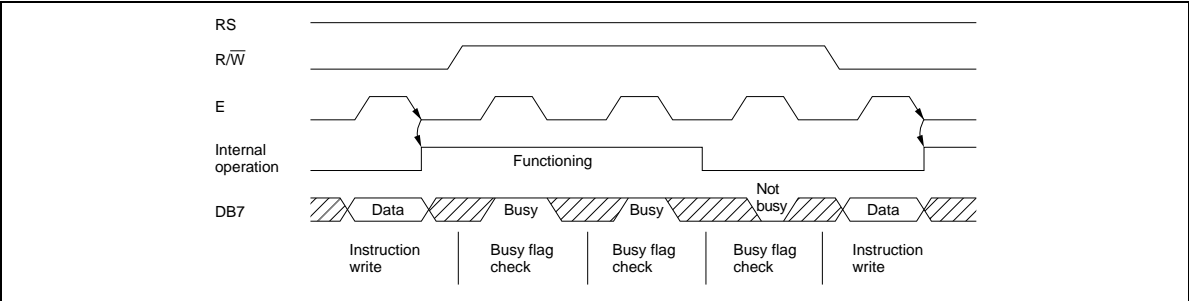 RS
R/W̅
E
Internal
operation
Functioning
DB7
Data
Busy
Busy
Not
busy
Data
Instruction
write
Busy flag
check
Busy flag
check
Busy flag
check
Instruction
write